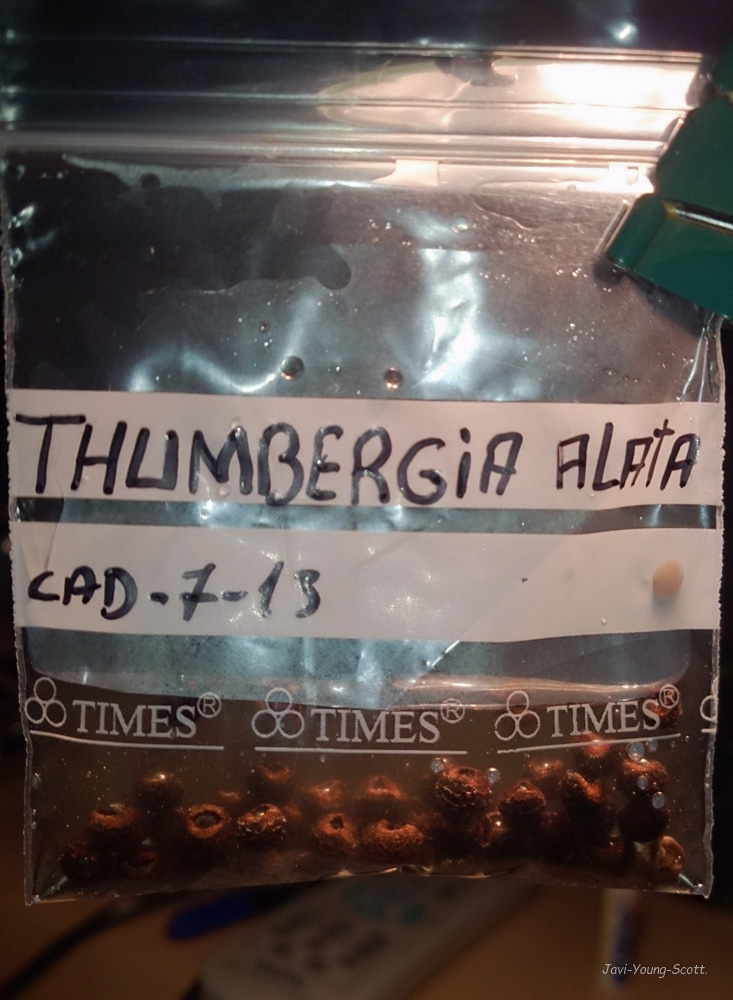 THUMBERGiA ALATA
CAD-7-13
TIMES® TIMES® TIMES®
Javi-Young-Scott.